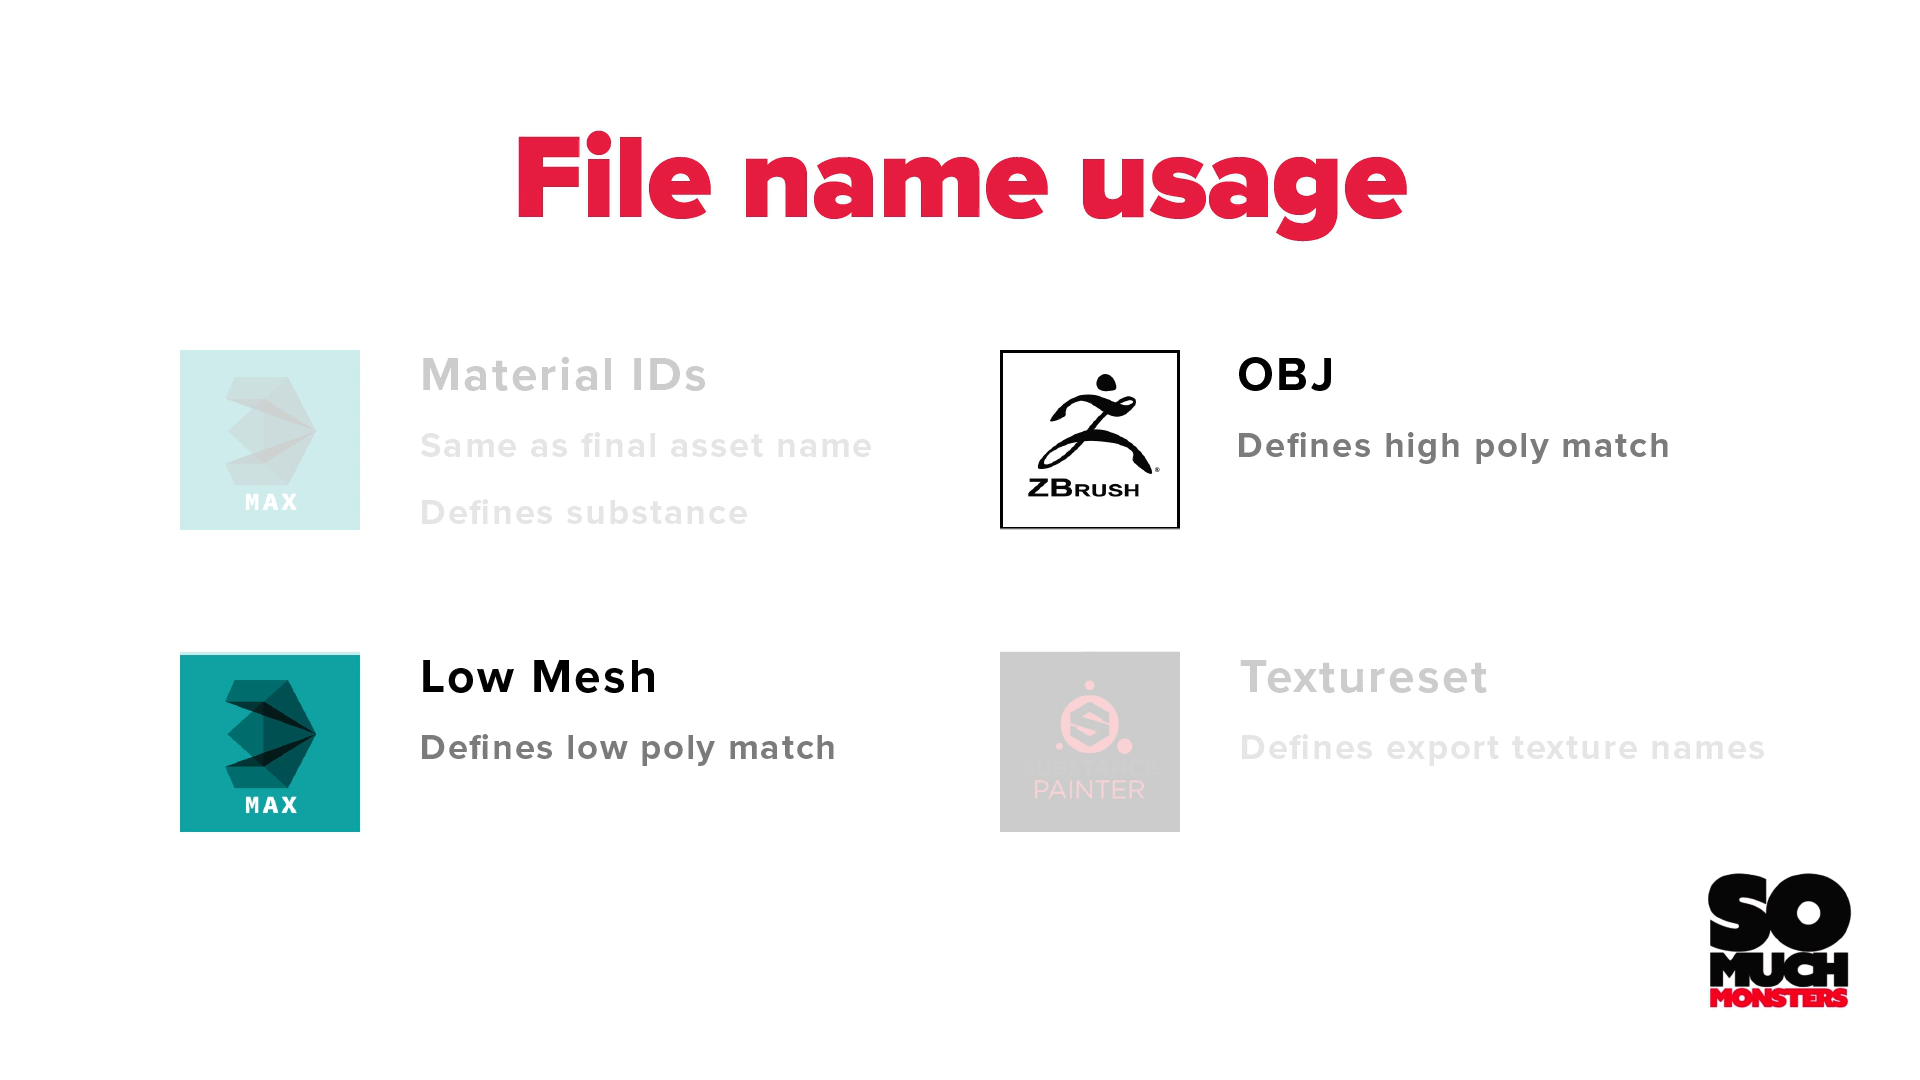 File name usage
Material IDs
Same as final asset name
Defines substance
MAX
ZBRUSH
OBJ
Defines high poly match
Low Mesh
Defines low poly match
MAX
SUBSTANCE
PAINTER
Textureset
Defines export texture names
SO
MUCH
MONSTERS